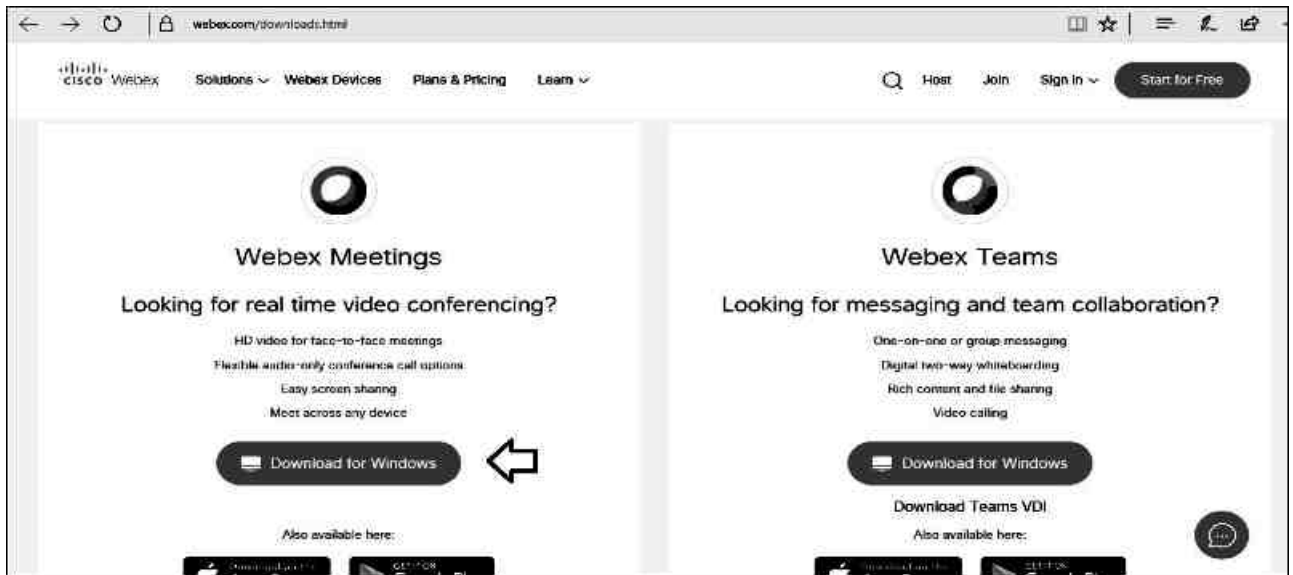 webex.com/downloads.html
cisco Webex Solutions Webex Devices Plans & Pricing Learn Host Join Sign in Start for Free
Webex Meetings
Looking for real time video conferencing?
HD video for face-to-face meetings
Flexible audio-only conference call options
Easy screen sharing
Meet across any device
Download for Windows
Also available here:
Webex Teams
Looking for messaging and team collaboration?
One-on-one or group messaging
Digital two-way whiteboarding
Rich content and file sharing
Video calling
Download for Windows
Download Teams VDI
Also available here: